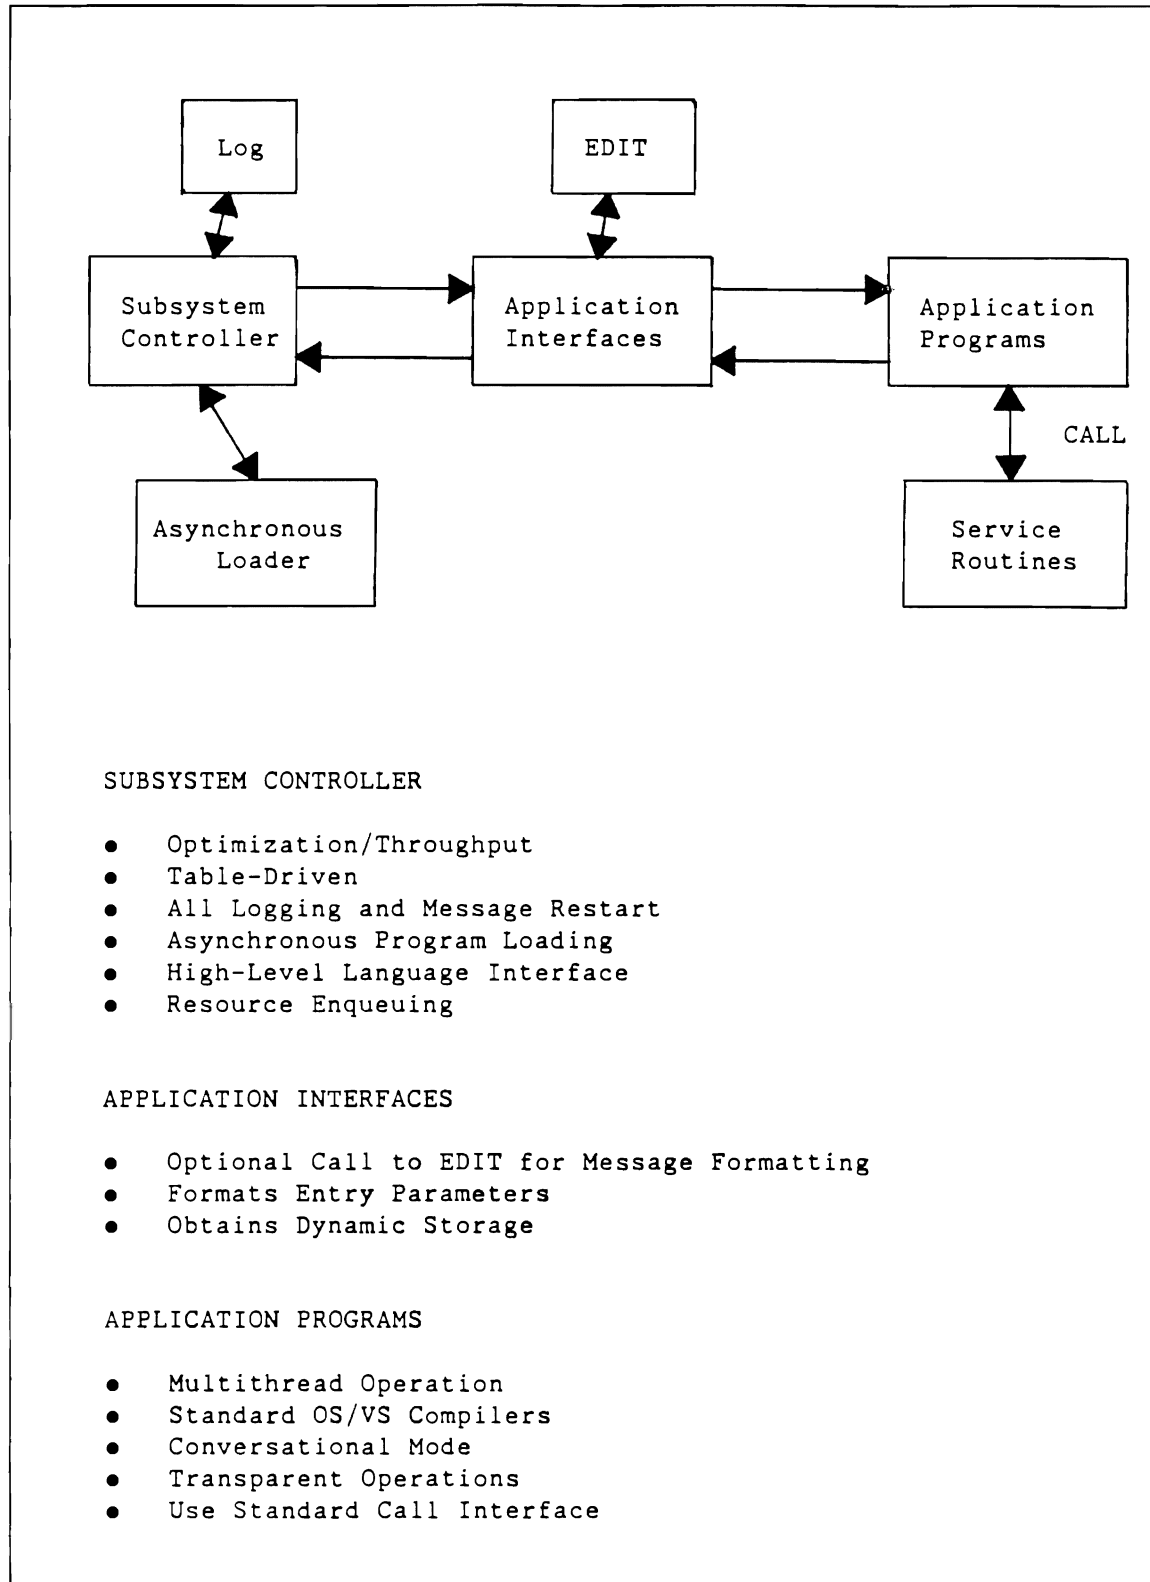 Log
EDIT
Subsystem
Controller
Application
Interfaces
Application
Programs
CALL
Asynchronous
Loader
Service
Routines
SUBSYSTEM CONTROLLER
● Optimization/Throughput
● Table-Driven
● All Logging and Message Restart
● Asynchronous Program Loading
● High-Level Language Interface
● Resource Enqueuing
APPLICATION INTERFACES
● Optional Call to EDIT for Message Formatting
● Formats Entry Parameters
● Obtains Dynamic Storage
APPLICATION PROGRAMS
● Multithread Operation
● Standard OS/VS Compilers
● Conversational Mode
● Transparent Operations
● Use Standard Call Interface